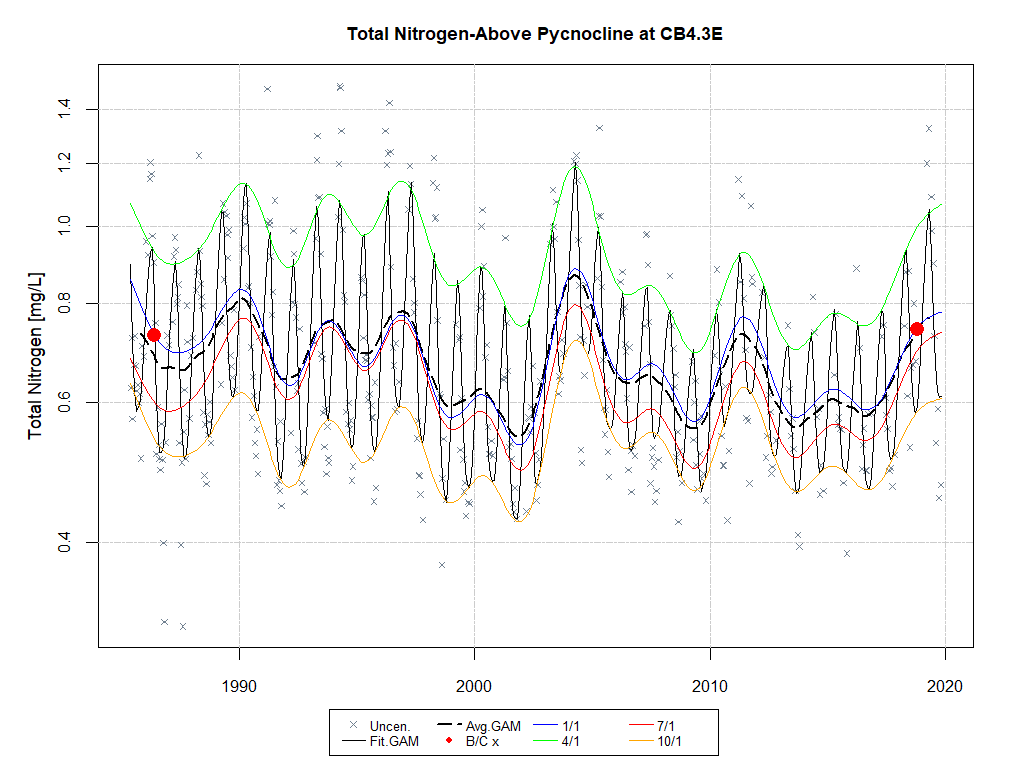 Total Nitrogen-Above Pycnocline at CB4.3E
Total Nitrogen [mg/L]
1.4
1.2
1.0
0.8
0.6
0.4
1990 2000 2010 2020
Uncen. Avg.GAM 1/1 7/1
Fit.GAM B/C x 4/1 10/1